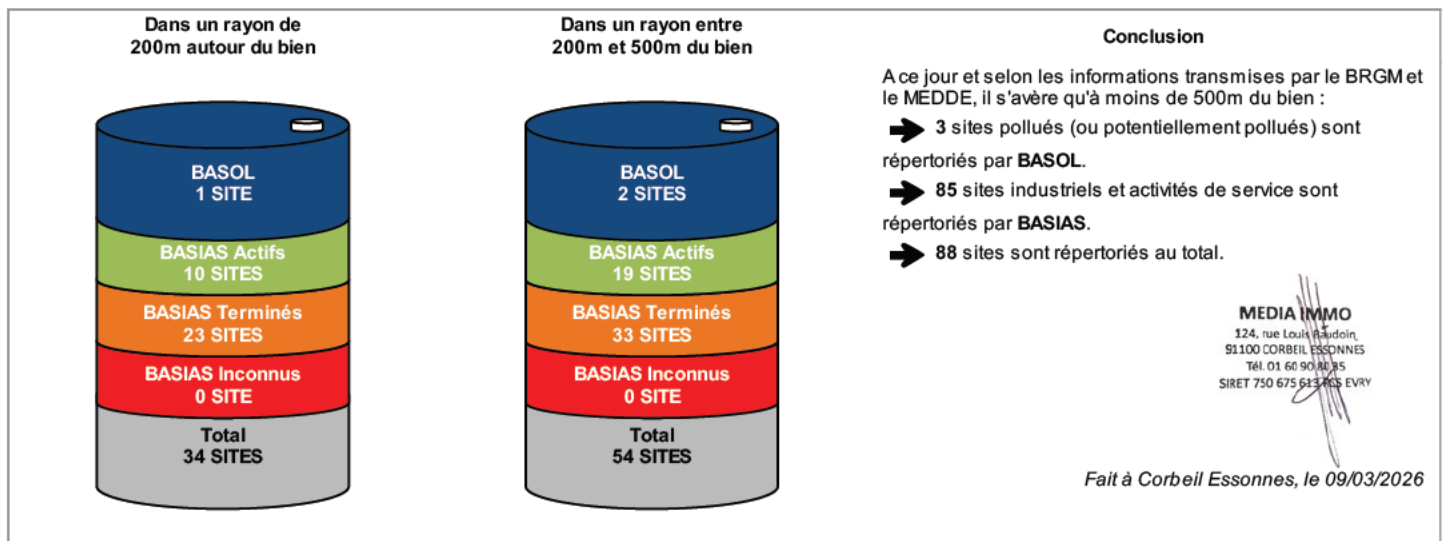 Dans un rayon de
200m autour du bien
BASOL
1 SITE
BASIAS Actifs
10 SITES
BASIAS Terminés
23 SITES
BASIAS Inconnus
0 SITE
Total
34 SITES
Dans un rayon entre
200m et 500m du bien
BASOL
2 SITES
BASIAS Actifs
19 SITES
BASIAS Terminés
33 SITES
BASIAS Inconnus
0 SITE
Total
54 SITES
Conclusion
A ce jour et selon les informations transmises par le BRGM et
le MEDDE, il s'avère qu'à moins de 500m du bien :
3 sites pollués (ou potentiellement pollués) sont
répertoriés par BASOL.
85 sites industriels et activités de service sont
répertoriés par BASIAS.
88 sites sont répertoriés au total.
MEDIA IMMO
124, rue Louis Baudoin
91100 CORBEIL ESSONNES
Tél. 01 60 90 80 85
SIRET 750 675 613 RCS EVRY
Fait à Corbeil Essonnes, le 09/03/2026